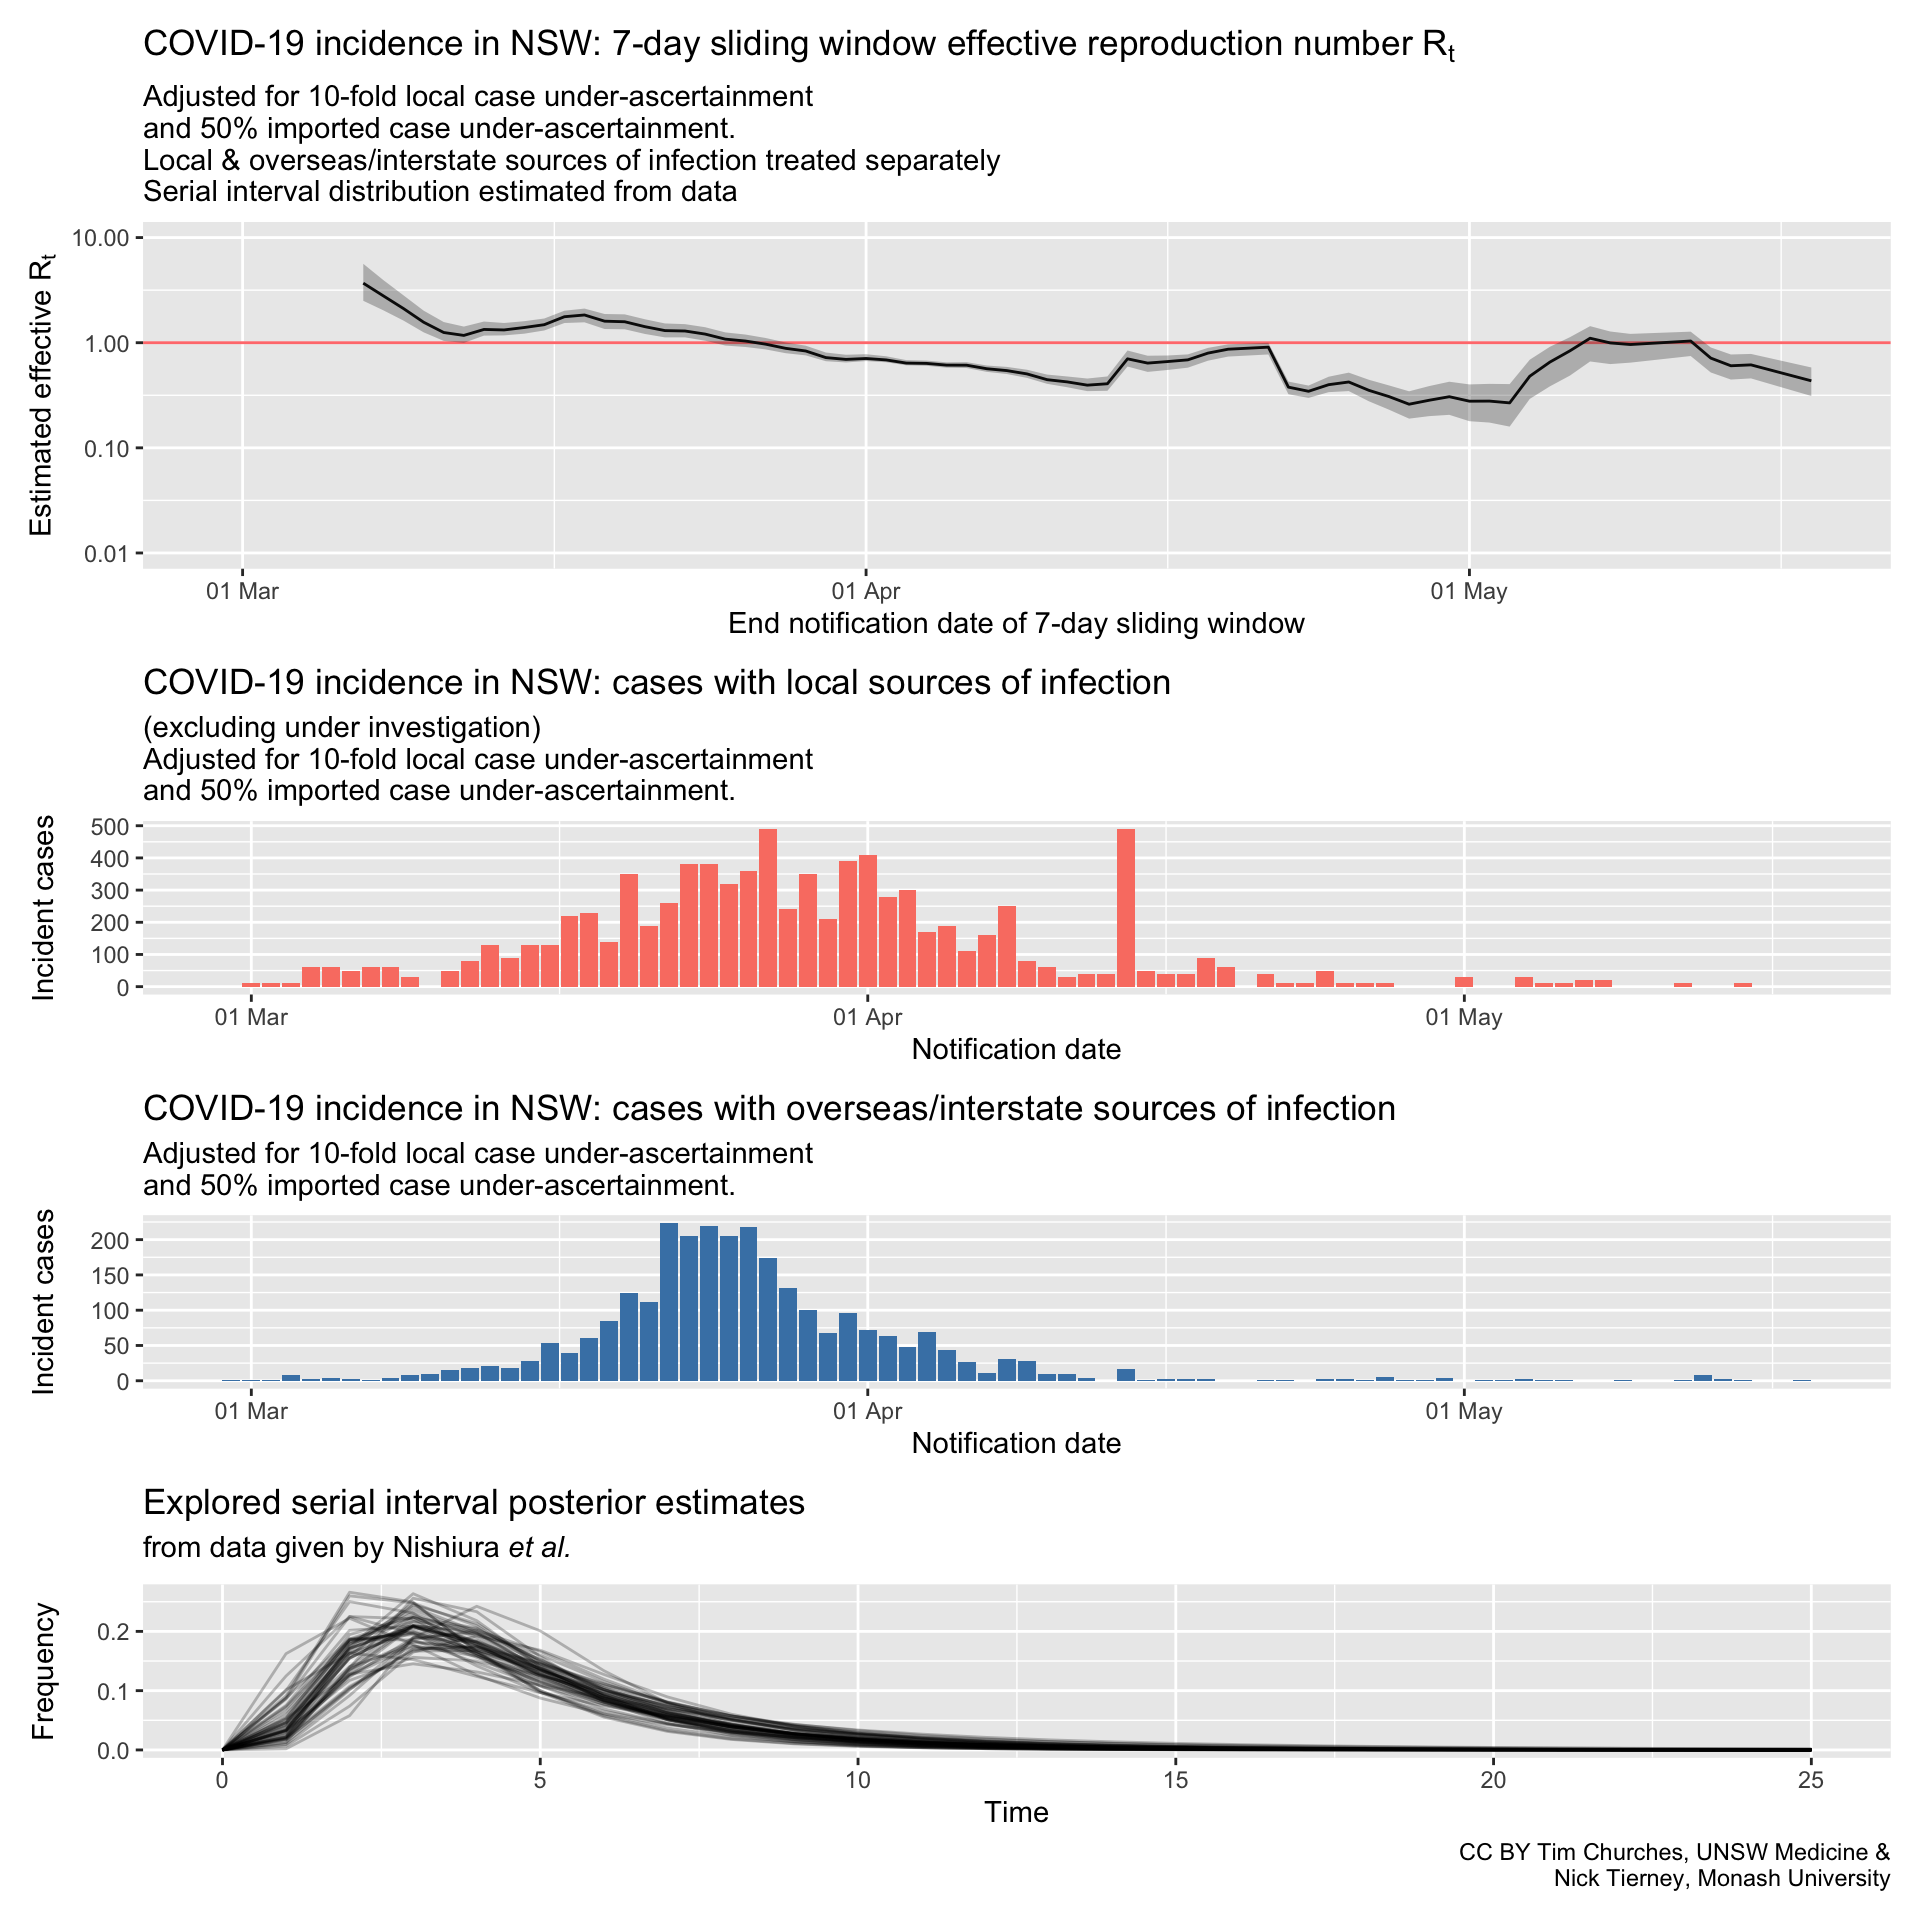 COVID-19 incidence in NSW: 7-day sliding window effective reproduction number Rt
Adjusted for 10-fold local case under-ascertainment
and 50% imported case under-ascertainment.
Local & overseas/interstate sources of infection treated separately
Serial interval distribution estimated from data
Estimated effective Rt
10.00
1.00
0.10
0.01
01 Mar
01 Apr
01 May
End notification date of 7-day sliding window
COVID-19 incidence in NSW: cases with local sources of infection
(excluding under investigation)
Adjusted for 10-fold local case under-ascertainment
and 50% imported case under-ascertainment.
Incident cases
500
400
300
200
100
0
01 Mar
01 Apr
01 May
Notification date
COVID-19 incidence in NSW: cases with overseas/interstate sources of infection
Adjusted for 10-fold local case under-ascertainment
and 50% imported case under-ascertainment.
Incident cases
200
150
100
50
0
01 Mar
01 Apr
01 May
Notification date
Explored serial interval posterior estimates
from data given by Nishiura et al.
Frequency
0.2
0.1
0.0
0
5
10
15
20
25
Time
CC BY Tim Churches, UNSW Medicine &
Nick Tierney, Monash University